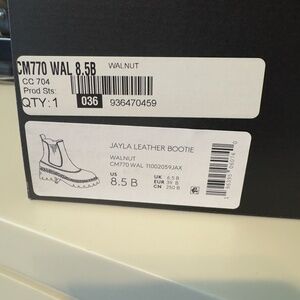 CM770 WAL 8.5B WALNUT
CC 704
Prod Sts:
QTY: 1 036 936470459
JAYLA LEATHER BOOTIE
WALNUT
CM770 WAL 11002059JAX
US
8.5 B
UK 6.5 B
EUR 39 B
CN 250 B